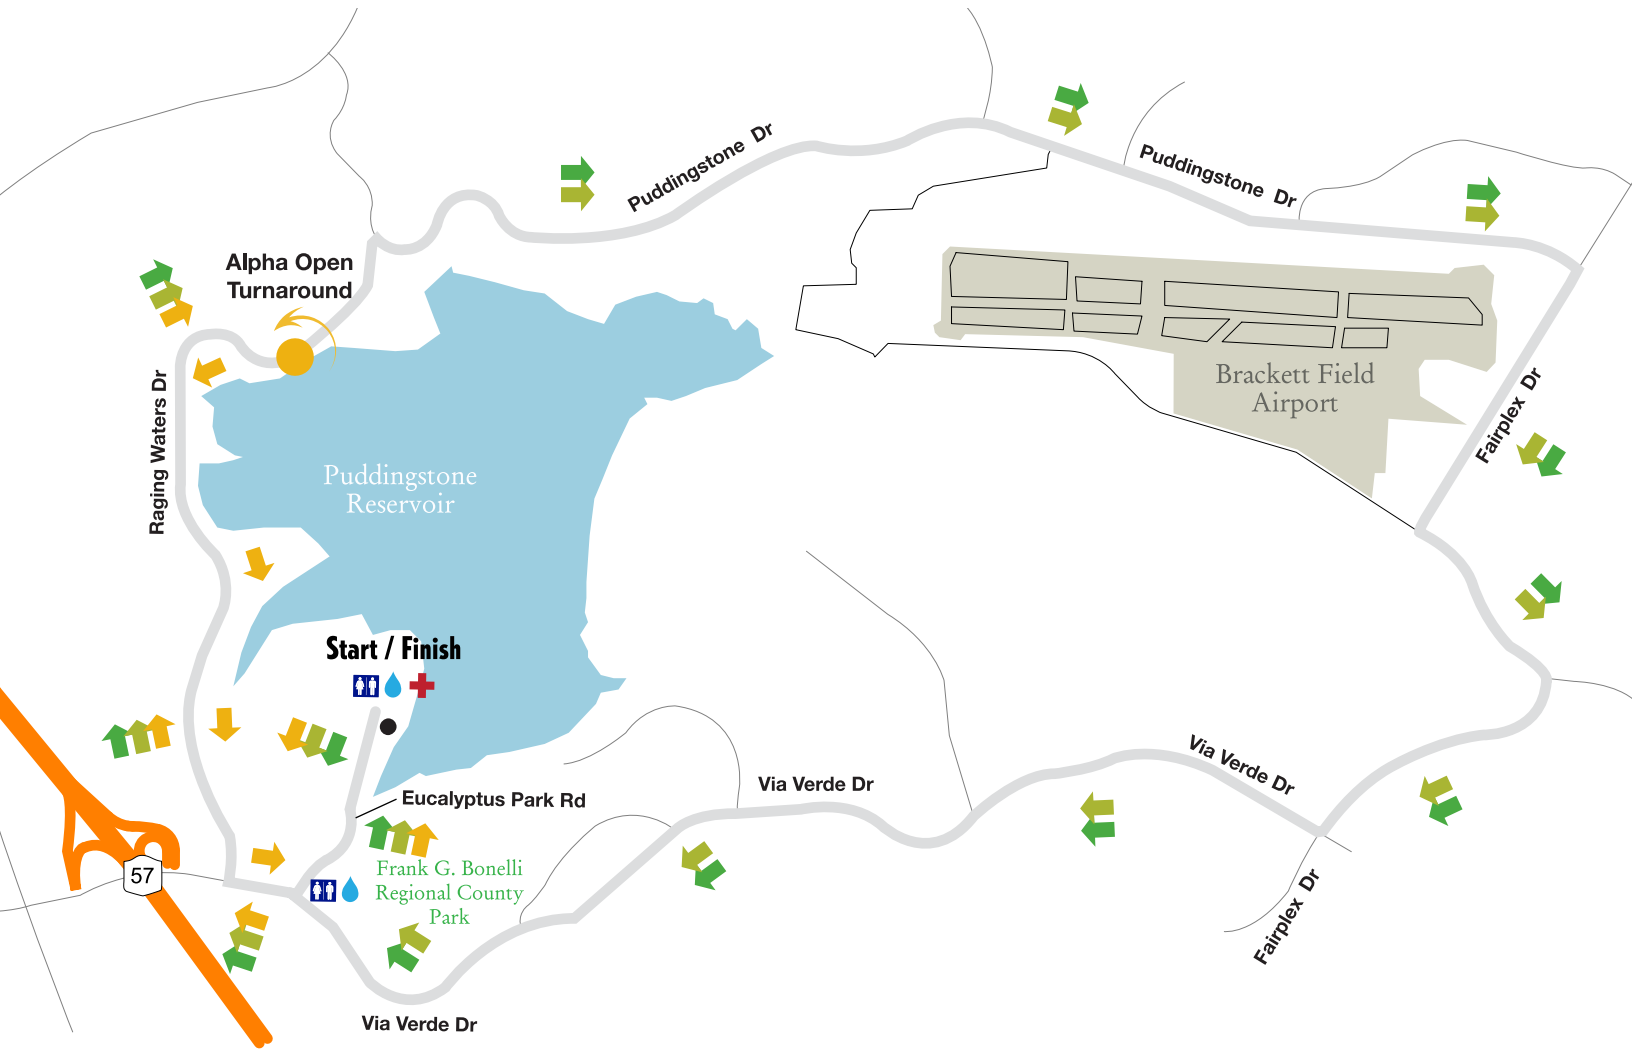 Puddingstone Dr
Puddingstone Dr
Alpha Open
Turnaround
Raging Waters Dr
Brackett Field
Airport
Fairplex Dr
Puddingstone
Reservoir
Start / Finish
Via Verde Dr
Via Verde Dr
Eucalyptus Park Rd
57
Frank G. Bonelli
Regional County
Park
Fairplex Dr
Via Verde Dr